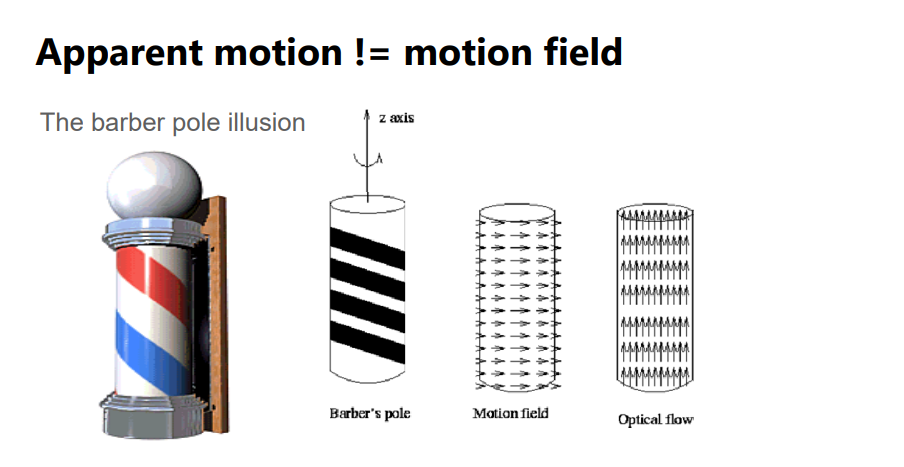 Apparent motion != motion field
The barber pole illusion
z axis
Barber's pole
Motion field
Optical flow